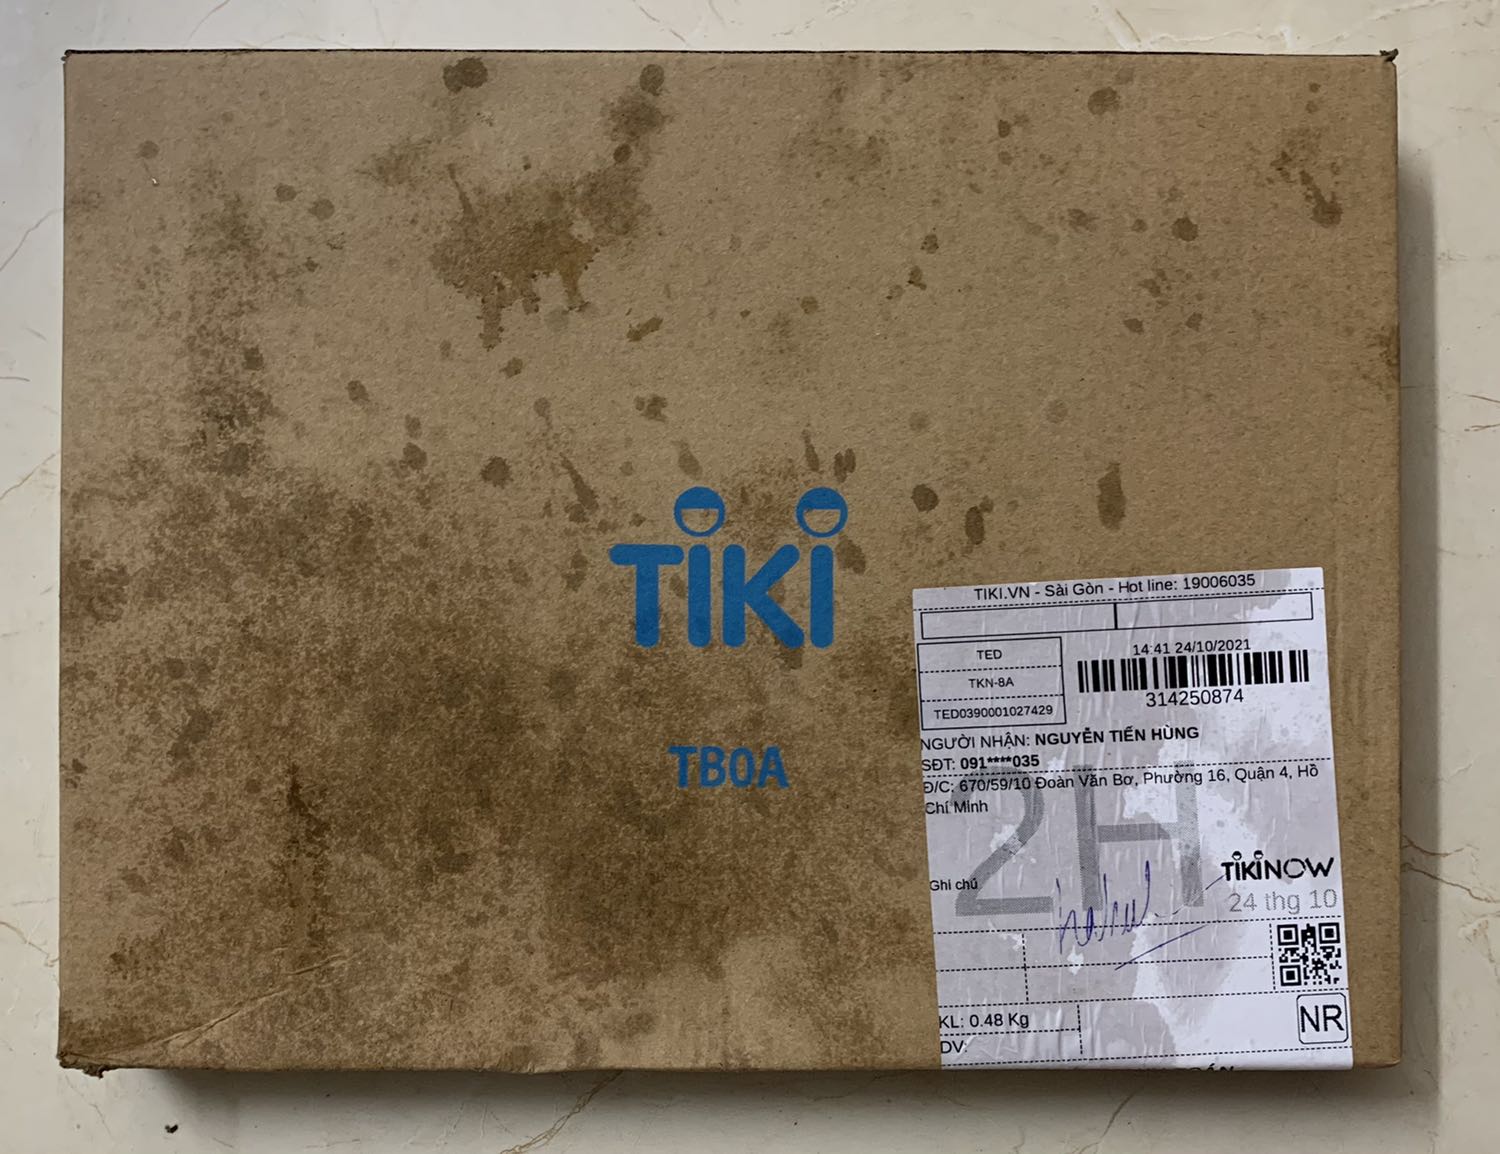 TIKI
TB0A
TIKI.VN - Sài Gòn - Hot line: 19006035
TED
TKN-8A
TED0390001027429
14:41 24/10/2021
314250874
NGƯỜI NHẬN: NGUYỄN TIẾN HÙNG
SĐT: 091****035
Đ/C: 670/59/10 Đoàn Văn Bơ, Phường 16, Quận 4, Hồ
Chí Minh
2H
TIKINOW
Ghi chú
24 thg 10
KL: 0.48 Kg
NR
DV: